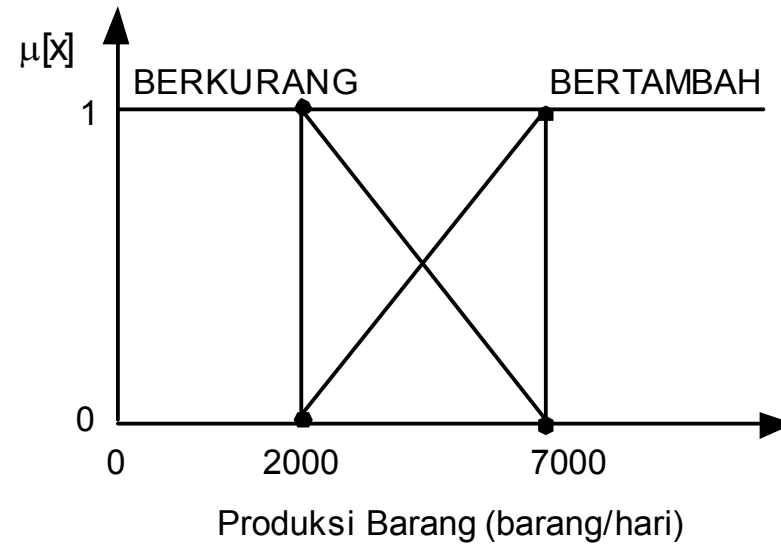 μ[x]
BERKURANG BERTAMBAH
1
0
0 2000 7000
Produksi Barang (barang/hari)